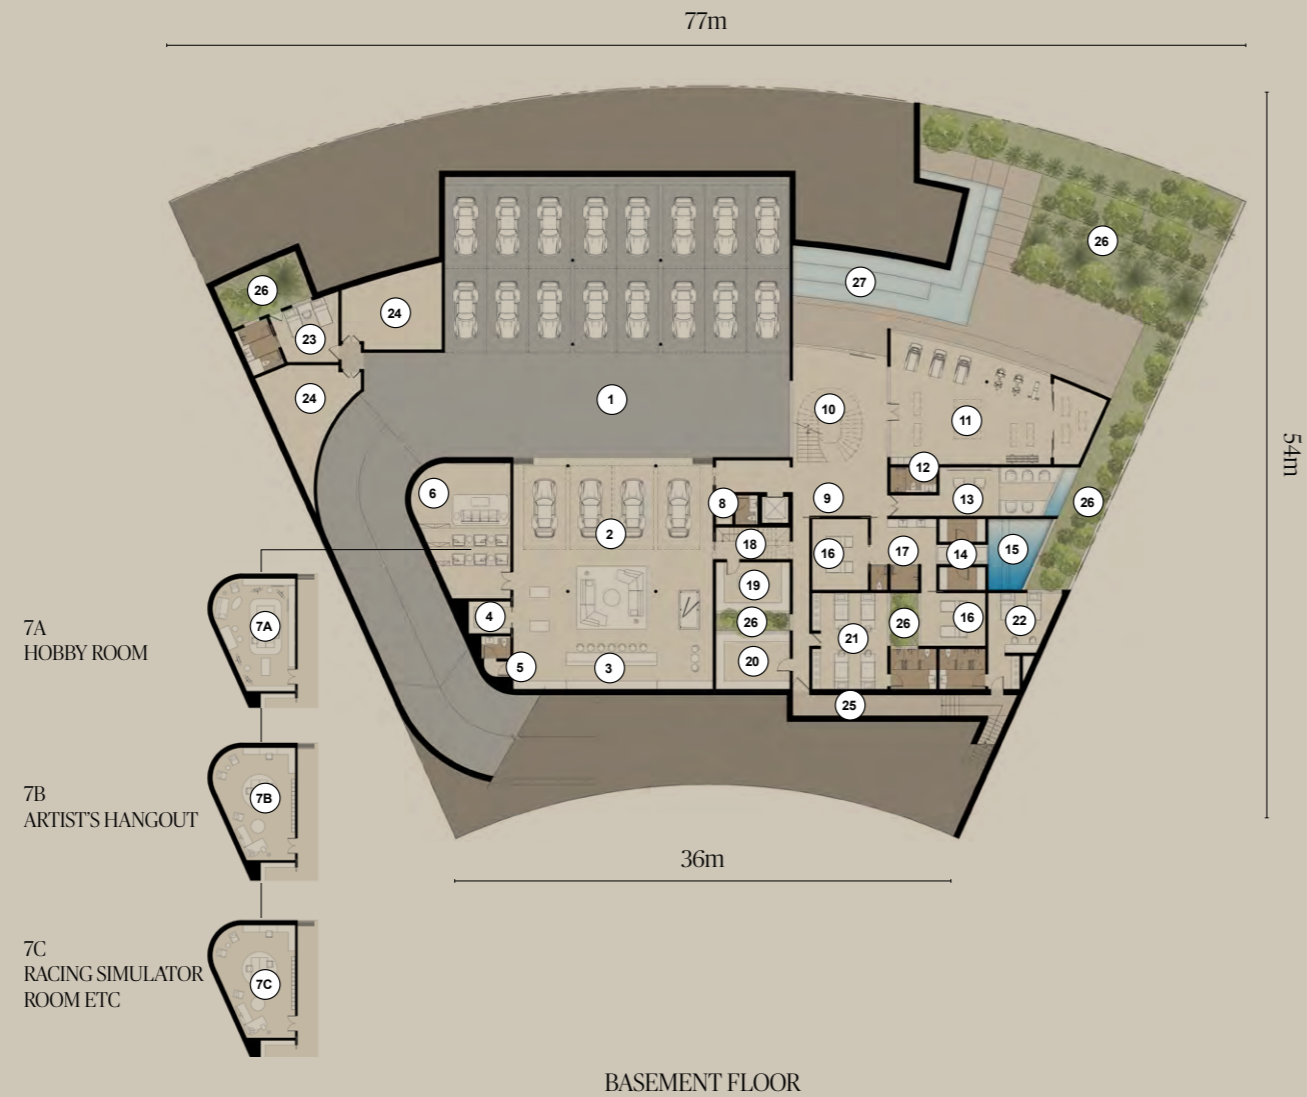 77m
26
26
27
24
23
24
1
10
11
12
6
13
9
8
26
2
18
16
17
14
15
19
4
26
16
22
26
21
20
3
5
25
54m
7A
HOBBY ROOM
7A
7B
ARTIST'S HANGOUT
7B
36m
7C
RACING SIMULATOR
ROOM ETC
7C
BASEMENT FLOOR